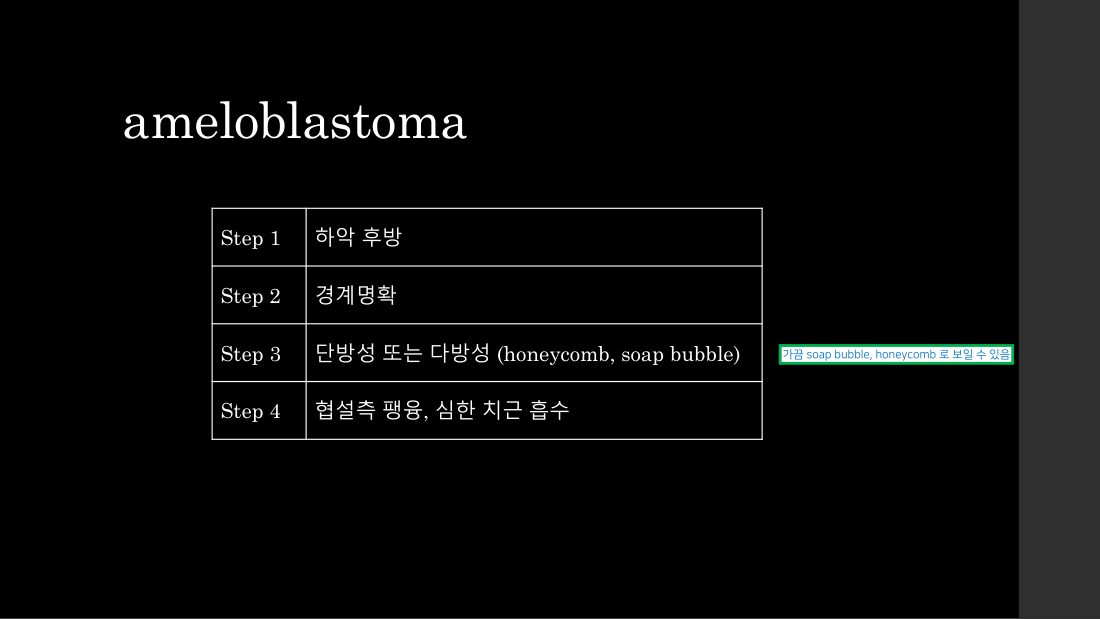 ameloblastoma
Step 1 하악 후방
Step 2 경계명확
Step 3 단방성 또는 다방성 (honeycomb, soap bubble)
가끔 soap bubble, honeycomb 로 보일 수 있음
Step 4 협설측 팽융, 심한 치근 흡수